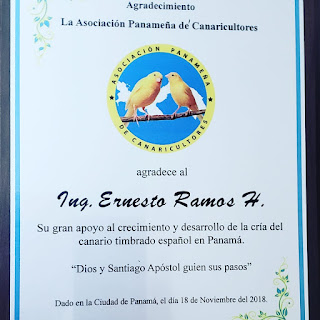 Agradecimiento
La Asociación Panameña de Canaricultores
ASOCIACIÓN PANAMEÑA
DE CANARICULTORES
agradece al
Ing. Ernesto Ramos H.
Su gran apoyo al crecimiento y desarrollo de la cría del
canario timbrado español en Panamá.
“Dios y Santiago Apóstol guien sus pasos”
Dado en la Ciudad de Panamá, el día 18 de Noviembre del 2018.